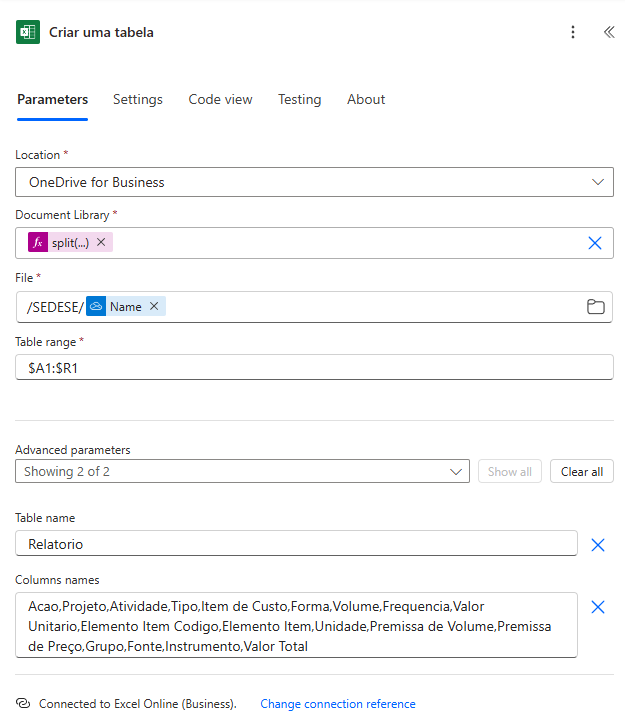 Criar uma tabela
Parameters Settings Code view Testing About
Location *
OneDrive for Business
Document Library *
fx split(...)
File *
/SEDESE/ Name
Table range *
$A1:$R1
Advanced parameters
Showing 2 of 2 Show all Clear all
Table name
Relatorio
Columns names
Acao,Projeto,Atividade,Tipo,Item de Custo,Forma,Volume,Frequencia,Valor
Unitario,Elemento Item Codigo,Elemento Item,Unidade,Premissa de Volume,Premissa
de Preço,Grupo,Fonte,Instrumento,Valor Total
Connected to Excel Online (Business). Change connection reference